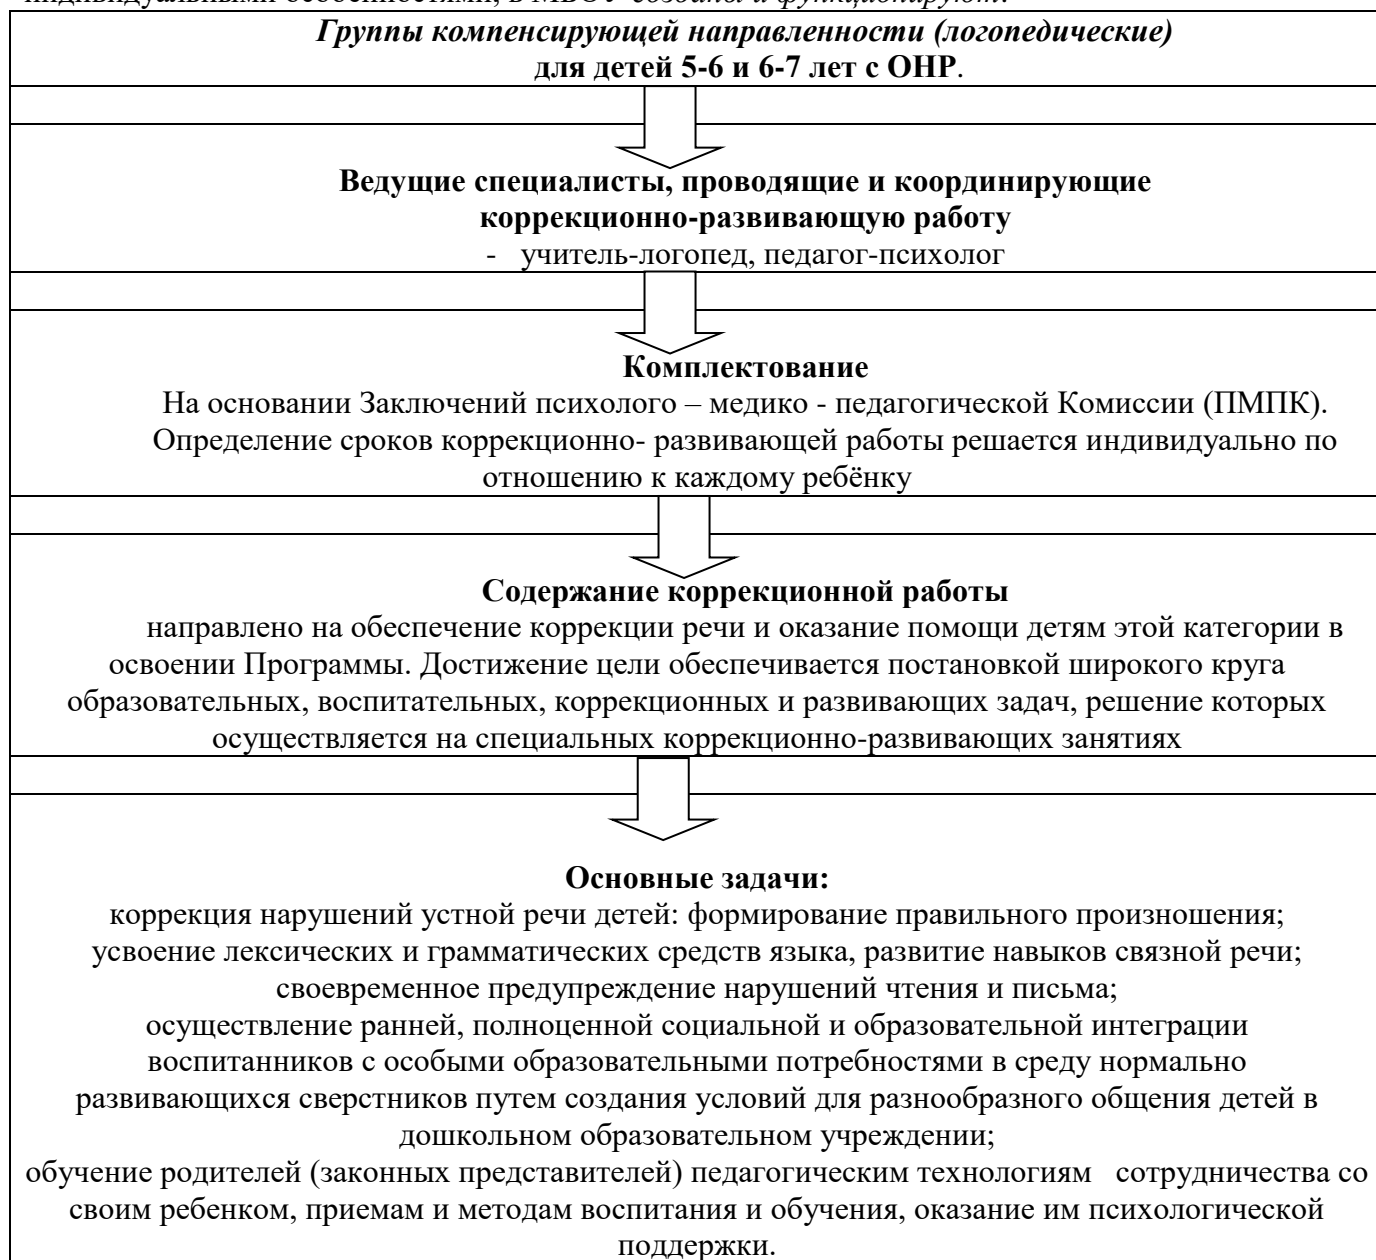 индивидуальными особенностями, в МБОУ созданы и функционируют:
Группы компенсирующей направленности (логопедические)
для детей 5-6 и 6-7 лет с ОНР.
Ведущие специалисты, проводящие и координирующие
коррекционно-развивающую работу
- учитель-логопед, педагог-психолог
Комплектование
На основании Заключений психолого – медико - педагогической Комиссии (ПМПК).
Определение сроков коррекционно- развивающей работы решается индивидуально по
отношению к каждому ребёнку
Содержание коррекционной работы
направлено на обеспечение коррекции речи и оказание помощи детям этой категории в
освоении Программы. Достижение цели обеспечивается постановкой широкого круга
образовательных, воспитательных, коррекционных и развивающих задач, решение которых
осуществляется на специальных коррекционно-развивающих занятиях
Основные задачи:
коррекция нарушений устной речи детей: формирование правильного произношения;
усвоение лексических и грамматических средств языка, развитие навыков связной речи;
своевременное предупреждение нарушений чтения и письма;
осуществление ранней, полноценной социальной и образовательной интеграции
воспитанников с особыми образовательными потребностями в среду нормально
развивающихся сверстников путем создания условий для разнообразного общения детей в
дошкольном образовательном учреждении;
обучение родителей (законных представителей) педагогическим технологиям сотрудничества со
своим ребенком, приемам и методам воспитания и обучения, оказание им психологической
поддержки.